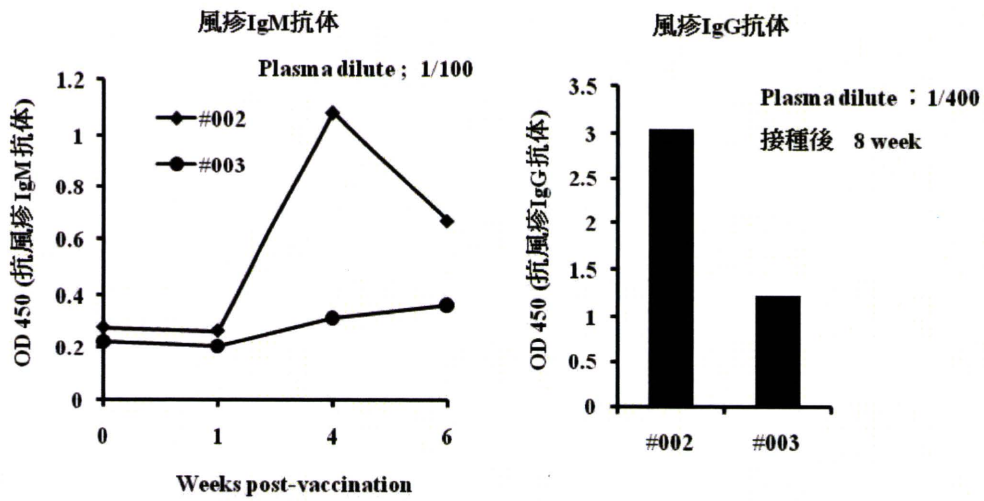 風疹IgM抗体
Plasma dilute ; 1/100
OD 450 (抗風疹 IgM 抗体)
1.2
1
0.8
0.6
0.4
0.2
0
#002
#003
0 1 4 6
Weeks post-vaccination
風疹IgG抗体
Plasma dilute ; 1/400
接種後 8 week
OD 450 (抗風疹IgG抗体)
3.5
3
2.5
2
1.5
1
0.5
0
#002 #003